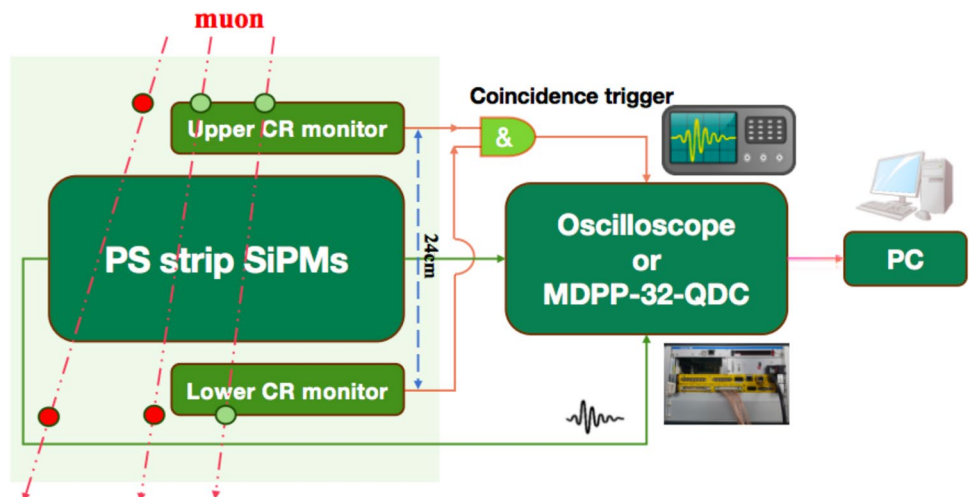 muon
Coincidence trigger
Upper CR monitor
&
PS strip SiPMs
24cm
Oscilloscope
or
MDPP-32-QDC
PC
Lower CR monitor